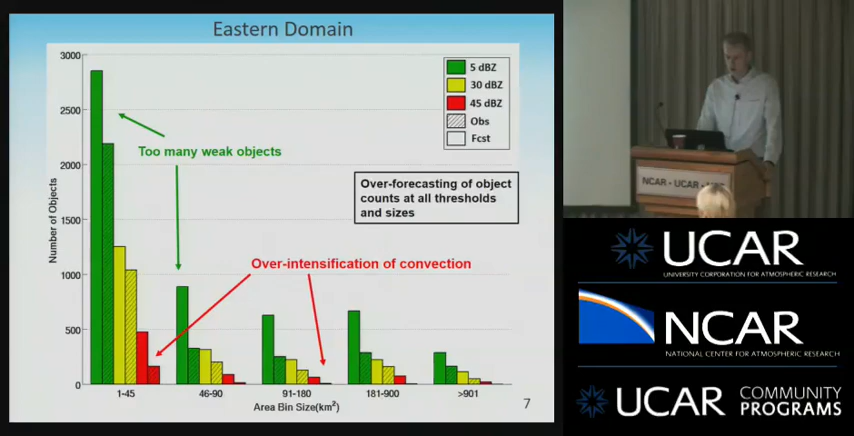 Eastern Domain
3000
2500
2000
1500
1000
500
0
Number of Objects
5 dBZ
30 dBZ
45 dBZ
Obs
Fcst
Too many weak objects
Over-forecasting of object
counts at all thresholds
and sizes
Over-intensification of convection
1-45
46-90
91-180
181-900
>901
Area Bin Size(km²)
7
NCAR • UCAR •
UCAR
UNIVERSITY CORPORATION FOR ATMOSPHERIC RESEARCH
NCAR
NATIONAL CENTER FOR ATMOSPHERIC RESEARCH
UCAR
COMMUNITY
PROGRAMS